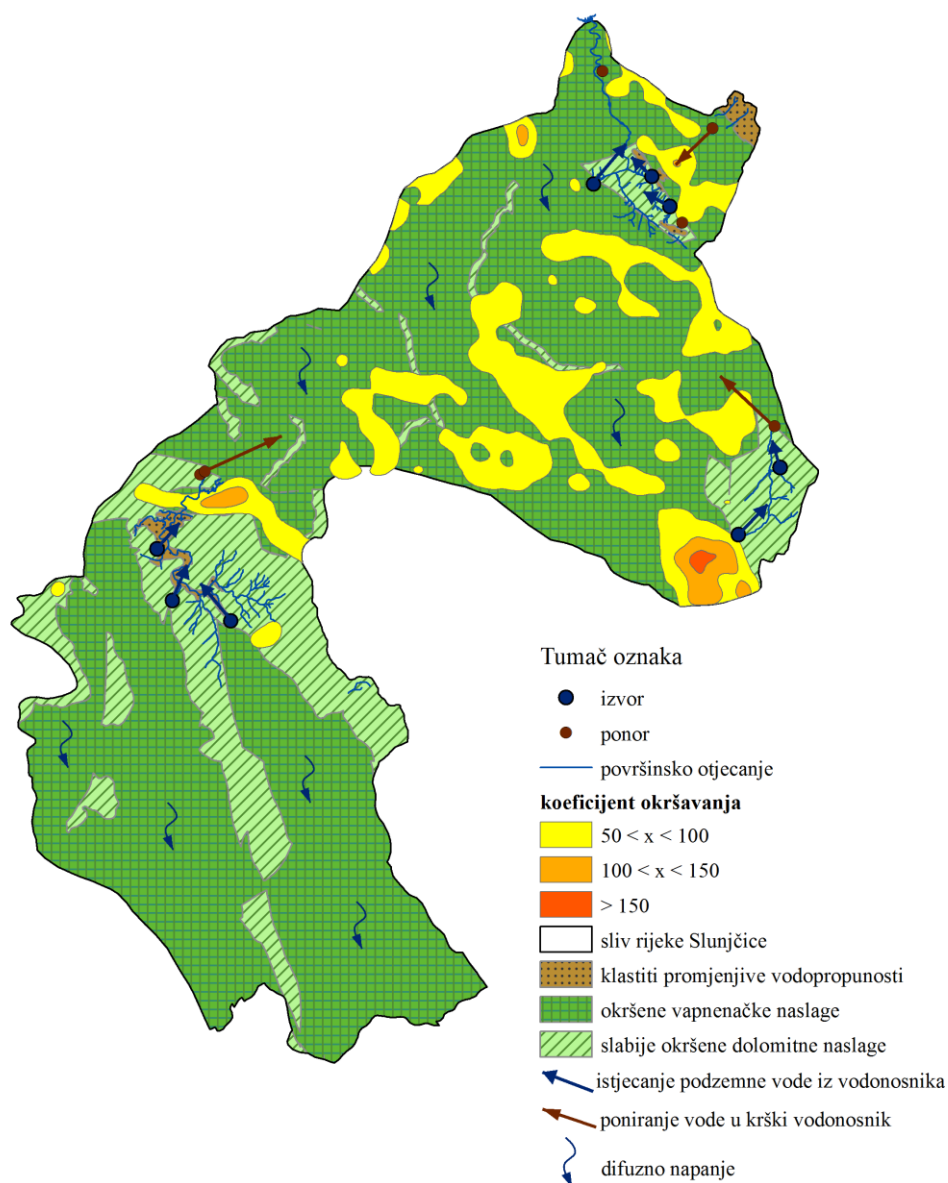 Tumač oznaka
izvor
ponor
površinsko otjecanje
koeficijent okršavanja
50 < x < 100
100 < x < 150
> 150
sliv rijeke Slunjčice
klastiti promjenjive vodopropunosti
okršene vapnenačke naslage
slabije okršene dolomitne naslage
istjecanje podzemne vode iz vodonosnika
poniranje vode u krški vodonosnik
difuzno napanje